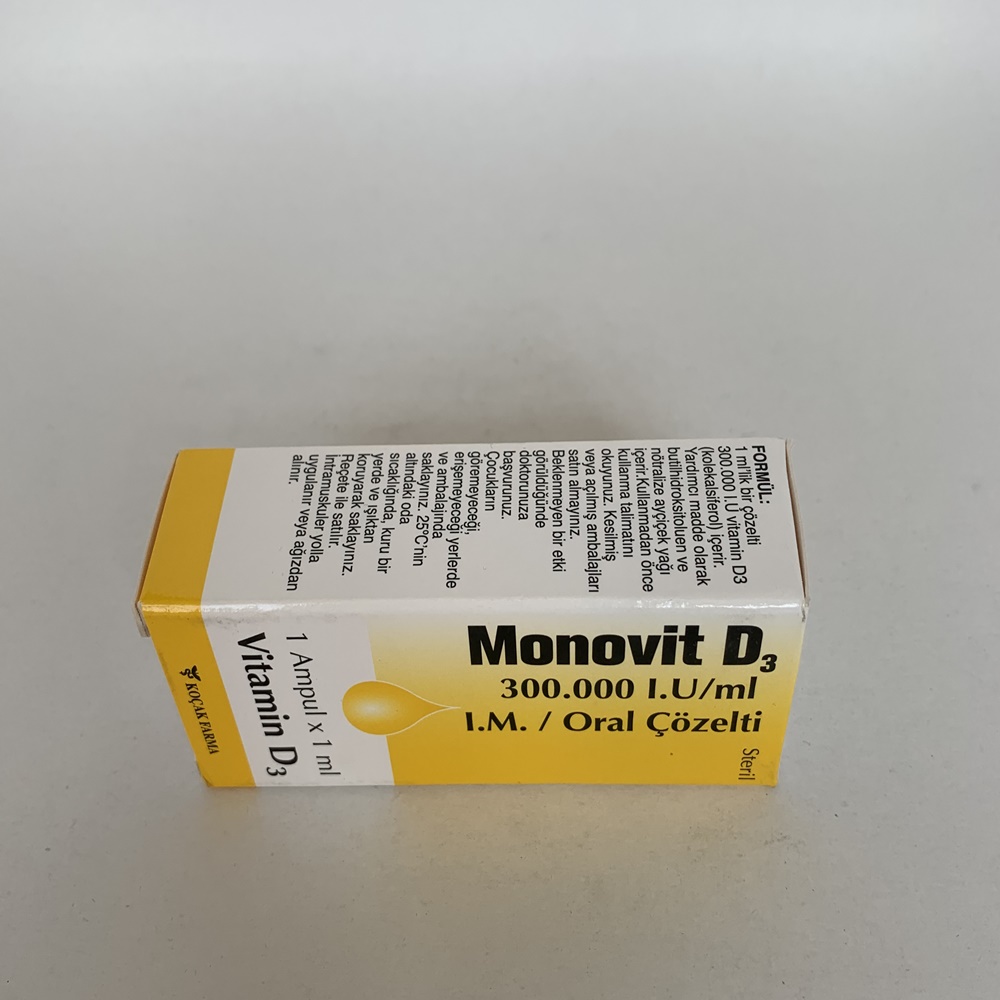 FORMÜL:
1 ml'lik bir çözelti
300.000 I.U vitamin D3
(kolekalsiferol) içerir.
Yardımcı madde olarak
butilhidroksitoluen ve
nötralize ayçiçek yağı
içerir.Kullanmadan önce
kullanma talimatını
okuyunuz. Kesilmiş
veya açılmış ambalajları
satın almayınız.
Beklenmeyen bir etki
görüldüğünde
doktorunuza
başvurunuz.
Çocukların
göremeyeceği,
erişemeyeceği yerlerde
ve ambalajında
saklayınız. 25°C'nin
altındaki oda
sıcaklığında, kuru bir
yerde ve ışıktan
koruyarak saklayınız.
Reçete ile satılır.
İntramusküler yolla
uygulanır veya ağızdan
alınır.
Monovit D3
300.000 I.U/ml
I.M. / Oral Çözelti
Steril
1 Ampul x 1 ml
Vitamin D3
KOÇAK FARMA